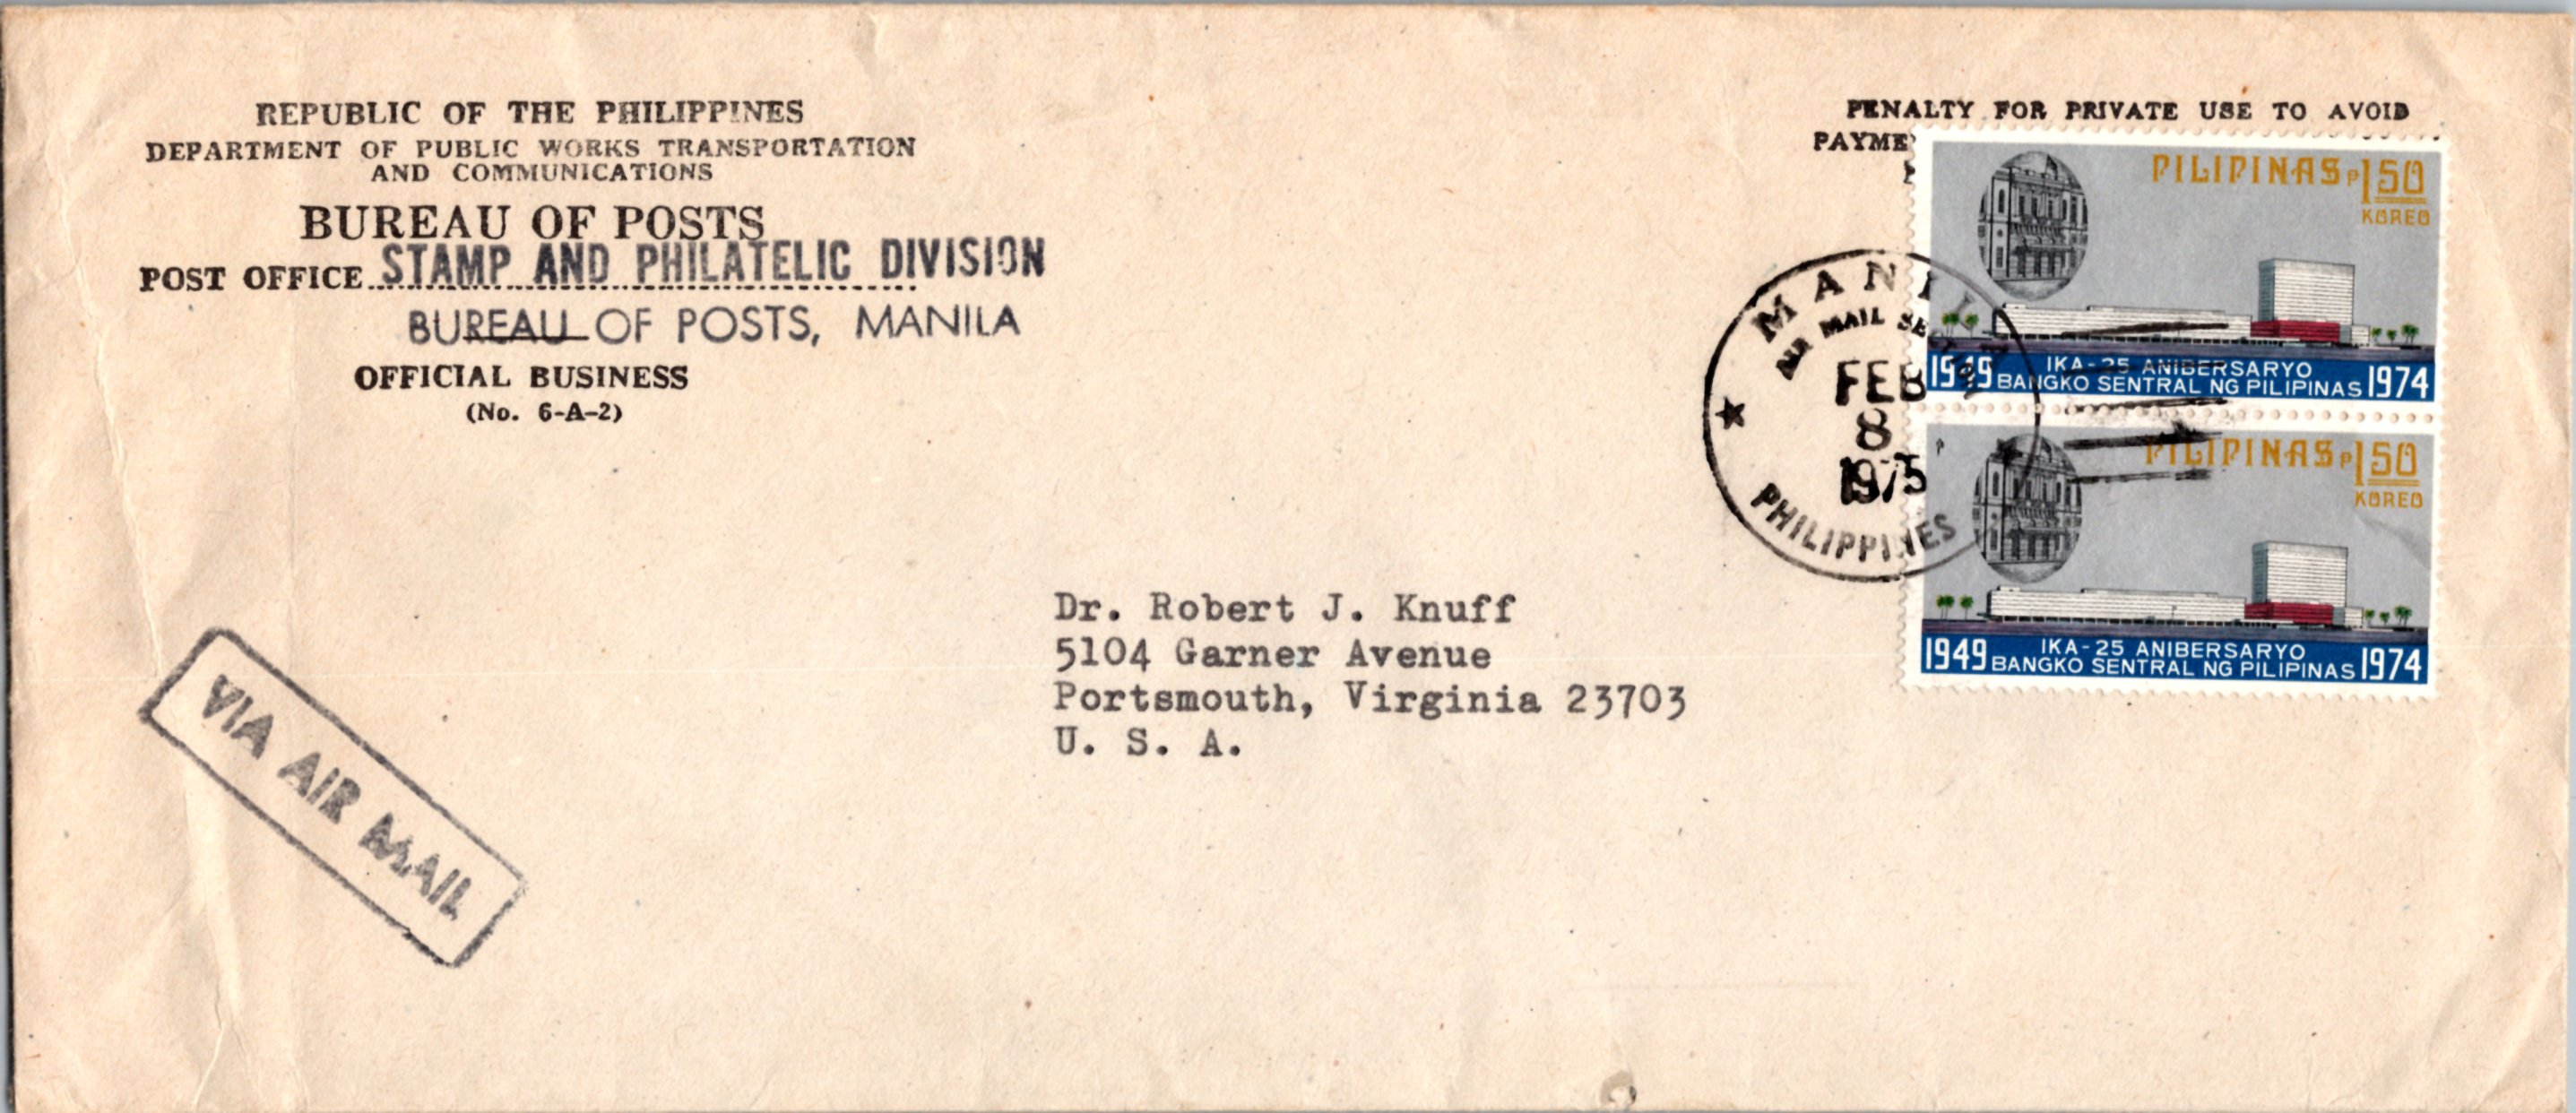 REPUBLIC OF THE PHILIPPINES
DEPARTMENT OF PUBLIC WORKS TRANSPORTATION
AND COMMUNICATIONS
BUREAU OF POSTS
POST OFFICE STAMP AND PHILATELIC DIVISION
BUREAU OF POSTS, MANILA
OFFICIAL BUSINESS
(No. 6-A-2)
PENALTY FOR PRIVATE USE TO AVOID
PILIPINAS P1.50
KOREO
1949 IKA-25 ANIBERSARYO
BANGKO SENTRAL NG PILIPINAS 1974
PILIPINAS P1.50
KOREO
1949 IKA-25 ANIBERSARYO
BANGKO SENTRAL NG PILIPINAS 1974
MANILA
AIR MAIL
FEB
8
1975
PHILIPPINES
Dr. Robert J. Knuff
5104 Garner Avenue
Portsmouth, Virginia 23703
U. S. A.
VIA AIR MAIL